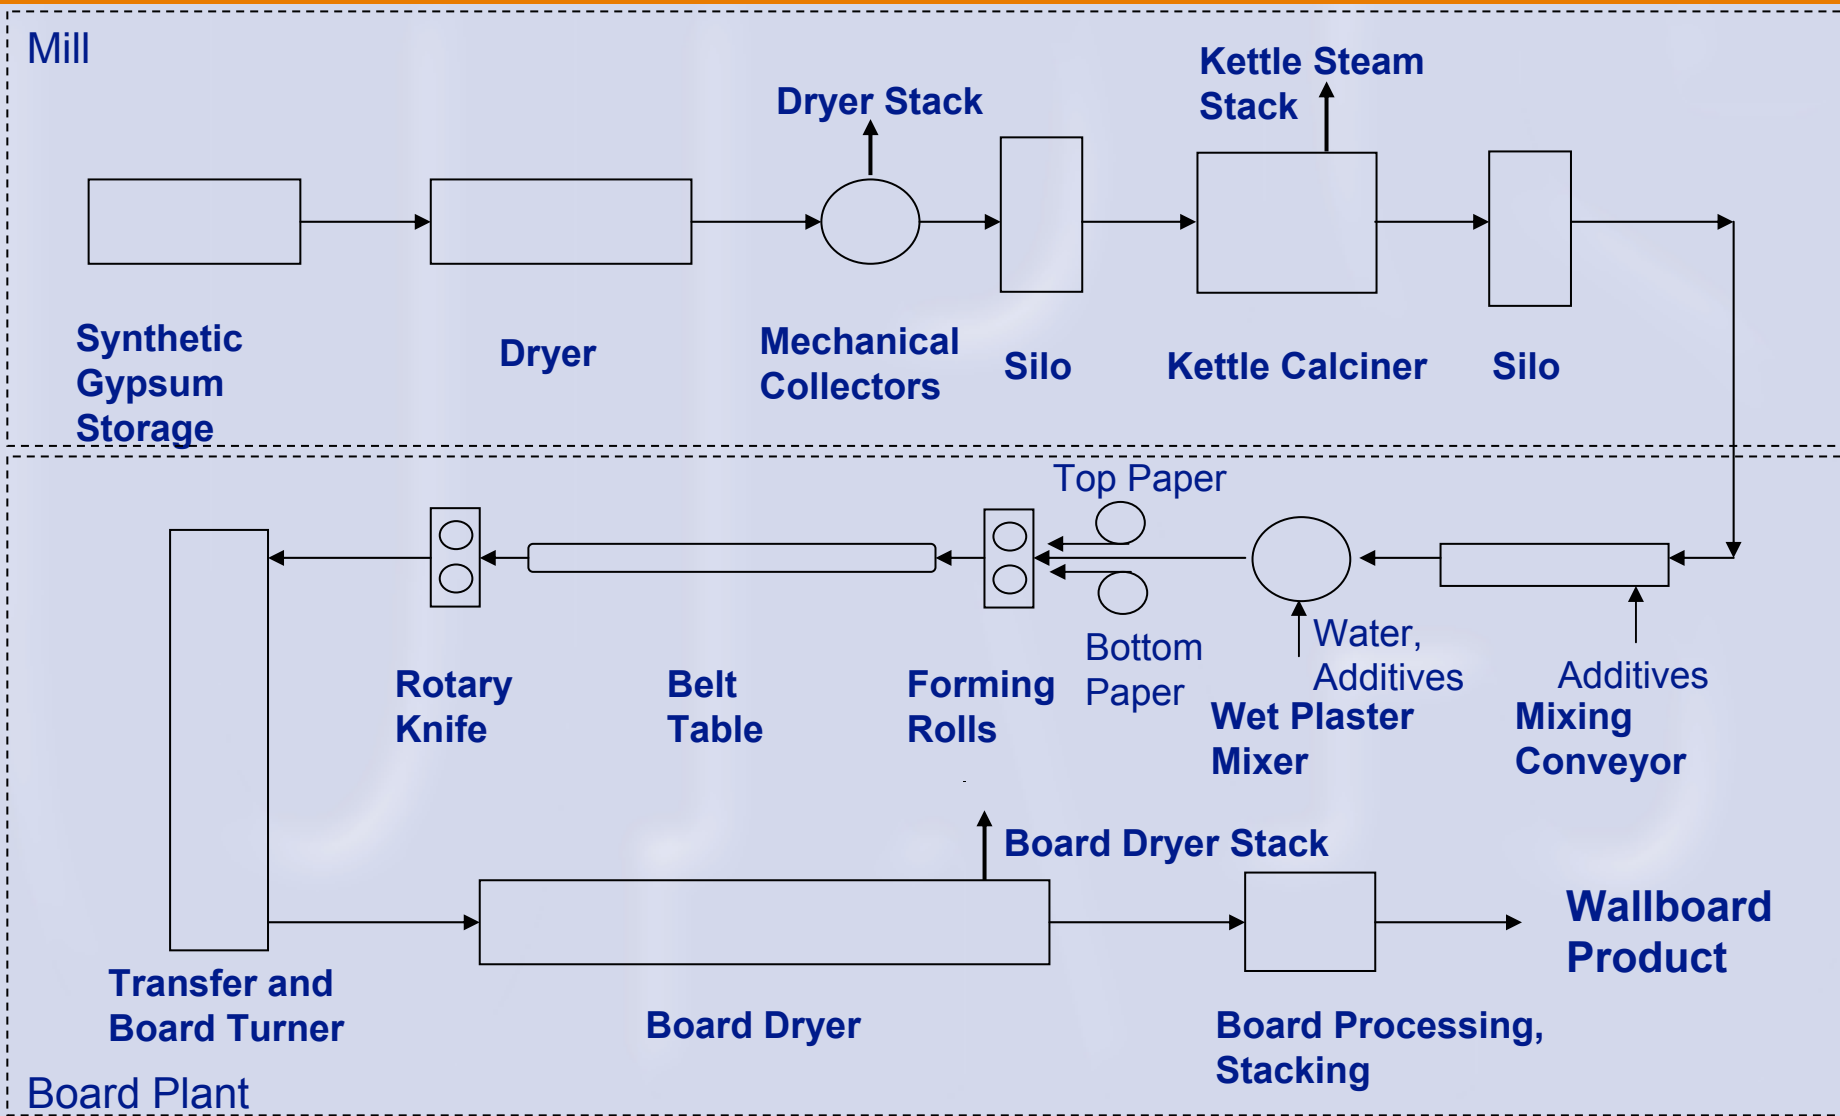 Mill
Kettle Steam
Stack
Dryer Stack
Synthetic
Gypsum
Storage
Dryer
Mechanical
Collectors
Silo
Kettle Calciner
Silo
Top Paper
Bottom
Paper
Water,
Additives
Additives
Rotary
Knife
Belt
Table
Forming
Rolls
Wet Plaster
Mixer
Mixing
Conveyor
Board Dryer Stack
Wallboard
Product
Transfer and
Board Turner
Board Dryer
Board Processing,
Stacking
Board Plant